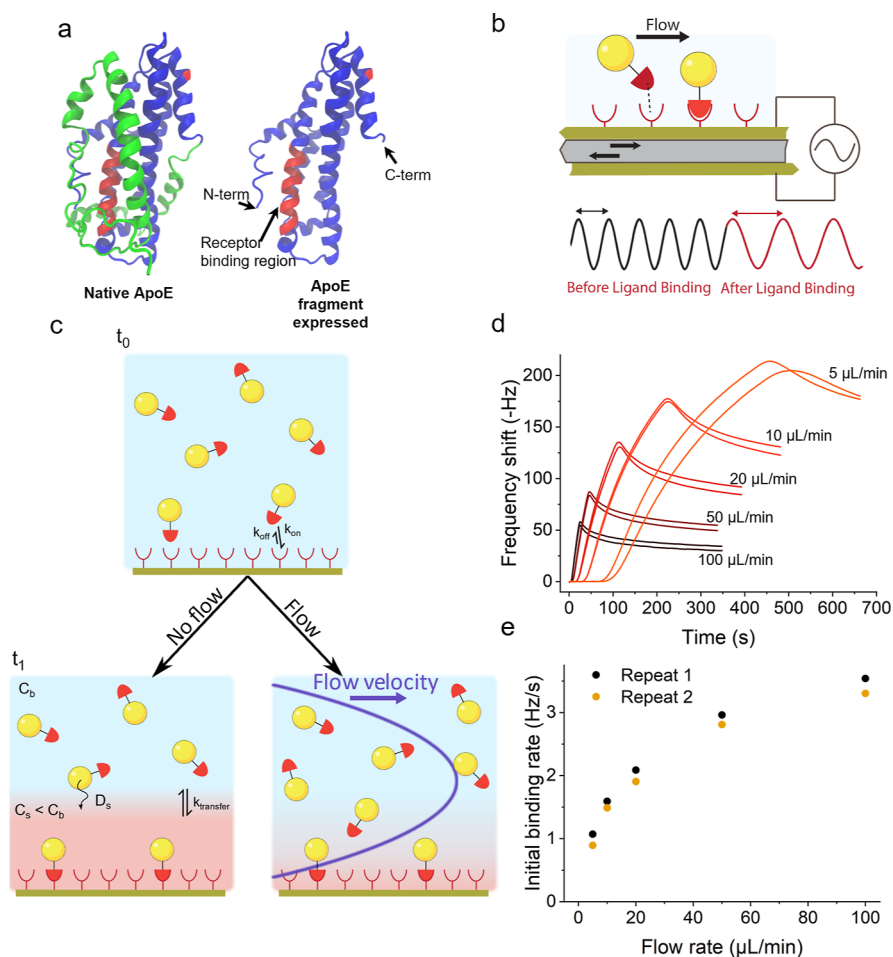 a
N-term
C-term
Receptor
binding region
Native ApoE
ApoE
fragment
expressed
b
Flow
Before Ligand Binding
After Ligand Binding
c
t0
koff
kon
No flow
Flow
t1
Cb
Ds
Cs < Cb
ktransfer
Flow velocity
d
Frequency shift (-Hz)
200
150
100
50
0
5 µL/min
10 µL/min
20 µL/min
50 µL/min
100 µL/min
0 100 200 300 400 500 600 700
Time (s)
e
Initial binding rate (Hz/s)
Repeat 1
Repeat 2
3
2
1
0
0 20 40 60 80 100
Flow rate (µL/min)